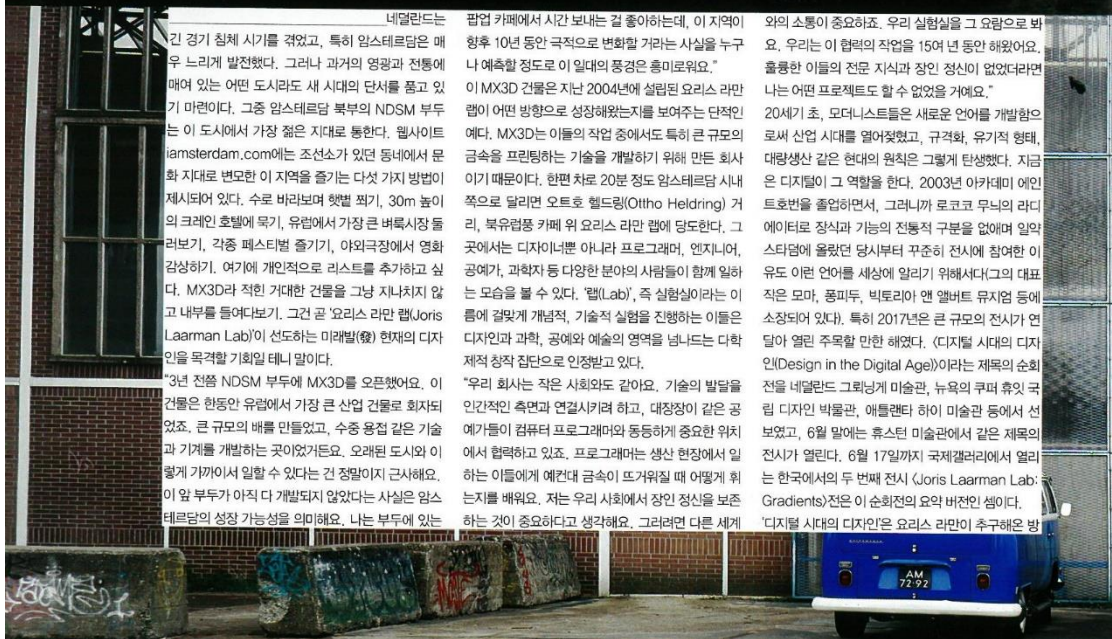 네덜란드는
긴 경기 침체 시기를 겪었고, 특히 암스테르담은 매
우 느리게 발전했다. 그러나 과거의 영광과 전통에
매여 있는 어떤 도시라도 새 시대의 단서를 품고 있
기 마련이다. 그중 암스테르담 북부의 NDSM 부두
는 이 도시에서 가장 젊은 지대로 통한다. 웹사이트
iamsterdam.com에는 조선소가 있던 동네에서 문
화 지대로 변모한 이 지역을 즐기는 다섯 가지 방법이
제시되어 있다. 수로 바라보며 햇볕 쬐기, 30m 높이
의 크레인 호텔에 묵기, 유럽에서 가장 큰 벼룩시장 둘
러보기, 각종 페스티벌 즐기기, 야외극장에서 영화
감상하기. 여기에 개인적으로 리스트를 추가하고 싶
다. MX3D라 적힌 거대한 건물을 그냥 지나치지 않
고 내부를 들여다보기. 그건 곧 ‘요리스 라만 랩(Joris
Laarman Lab)’이 선도하는 미래발(發) 현재의 디자
인을 목격할 기회일 테니 말이다.
“3년 전쯤 NDSM 부두에 MX3D를 오픈했어요. 이
건물은 한동안 유럽에서 가장 큰 산업 건물로 회자되
었죠. 큰 규모의 배를 만들었고, 수중 용접 같은 기술
과 기계를 개발하는 곳이었거든요. 오래된 도시와 이
렇게 가까이서 일할 수 있다는 건 정말이지 근사해요.
이 앞 부두가 아직 다 개발되지 않았다는 사실은 암스
테르담의 성장 가능성을 의미해요. 나는 부두에 있는
팝업 카페에서 시간 보내는 걸 좋아하는데, 이 지역이
향후 10년 동안 극적으로 변화할 거라는 사실을 누구
나 예측할 정도로 이 일대의 풍경은 흥미로워요.”
이 MX3D 건물은 지난 2004년에 설립된 요리스 라만
랩이 어떤 방향으로 성장해왔는지를 보여주는 단적인
예다. MX3D는 이들의 작업 중에서도 특히 큰 규모의
금속을 프린팅하는 기술을 개발하기 위해 만든 회사
이기 때문이다. 한편 차로 20분 정도 암스테르담 시내
쪽으로 달리면 오트호 헬드링(Ottho Heldring) 거
리, 북유럽풍 카페 위 요리스 라만 랩에 당도한다. 그
곳에서는 디자이너뿐 아니라 프로그래머, 엔지니어,
공예가, 과학자 등 다양한 분야의 사람들이 함께 일하
는 모습을 볼 수 있다. ‘랩(Lab)’, 즉 실험실이라는 이
름에 걸맞게 개념적, 기술적 실험을 진행하는 이들은
디자인과 과학, 공예와 예술의 영역을 넘나드는 다학
제적 창작 집단으로 인정받고 있다.
“우리 회사는 작은 사회와도 같아요. 기술의 발달을
인간적인 측면과 연결시키려 하고, 대장장이 같은 공
예가들이 컴퓨터 프로그래머와 동등하게 중요한 위치
에서 협력하고 있죠. 프로그래머는 생산 현장에서 일
하는 이들에게 예컨대 금속이 뜨거워질 때 어떻게 휘
는지를 배워요. 저는 우리 사회에서 장인 정신을 보존
하는 것이 중요하다고 생각해요. 그러려면 다른 세계
와의 소통이 중요하죠. 우리 실험실을 그 요람으로 봐
요. 우리는 이 협력의 작업을 15여 년 동안 해왔어요.
훌륭한 이들의 전문 지식과 장인 정신이 없었더라면
나는 어떤 프로젝트도 할 수 없었을 거예요.”
20세기 초, 모더니스트들은 새로운 언어를 개발함으
로써 산업 시대를 열어젖혔고, 규격화, 유기적 형태,
대량생산 같은 현대의 원칙은 그렇게 탄생했다. 지금
은 디지털이 그 역할을 한다. 2003년 아카데미 에인
트호번을 졸업하면서, 그러니까 로코코 무늬의 라디
에이터로 장식과 기능의 전통적 구분을 없애며 일약
스타덤에 올랐던 당시부터 꾸준히 전시에 참여한 이
유도 이런 언어를 세상에 알리기 위해서다(그의 대표
작은 모마, 퐁피두, 빅토리아 앤 앨버트 뮤지엄 등에
소장되어 있다). 특히 2017년은 큰 규모의 전시가 연
달아 열린 주목할 만한 해였다. 〈디지털 시대의 디자
인(Design in the Digital Age)〉이라는 제목의 순회
전을 네덜란드 그뢰닝게 미술관, 뉴욕의 쿠퍼 휴잇 국
립 디자인 박물관, 애틀랜타 하이 미술관 등에서 선
보였고, 6월 말에는 휴스턴 미술관에서 같은 제목의
전시가 열린다. 6월 17일까지 국제갤러리에서 열리
는 한국에서의 두 번째 전시 〈Joris Laarman Lab:
Gradients〉전은 이 순회전의 요약 버전인 셈이다.
‘디지털 시대의 디자인’은 요리스 라만이 추구해온 방
AM
72-92